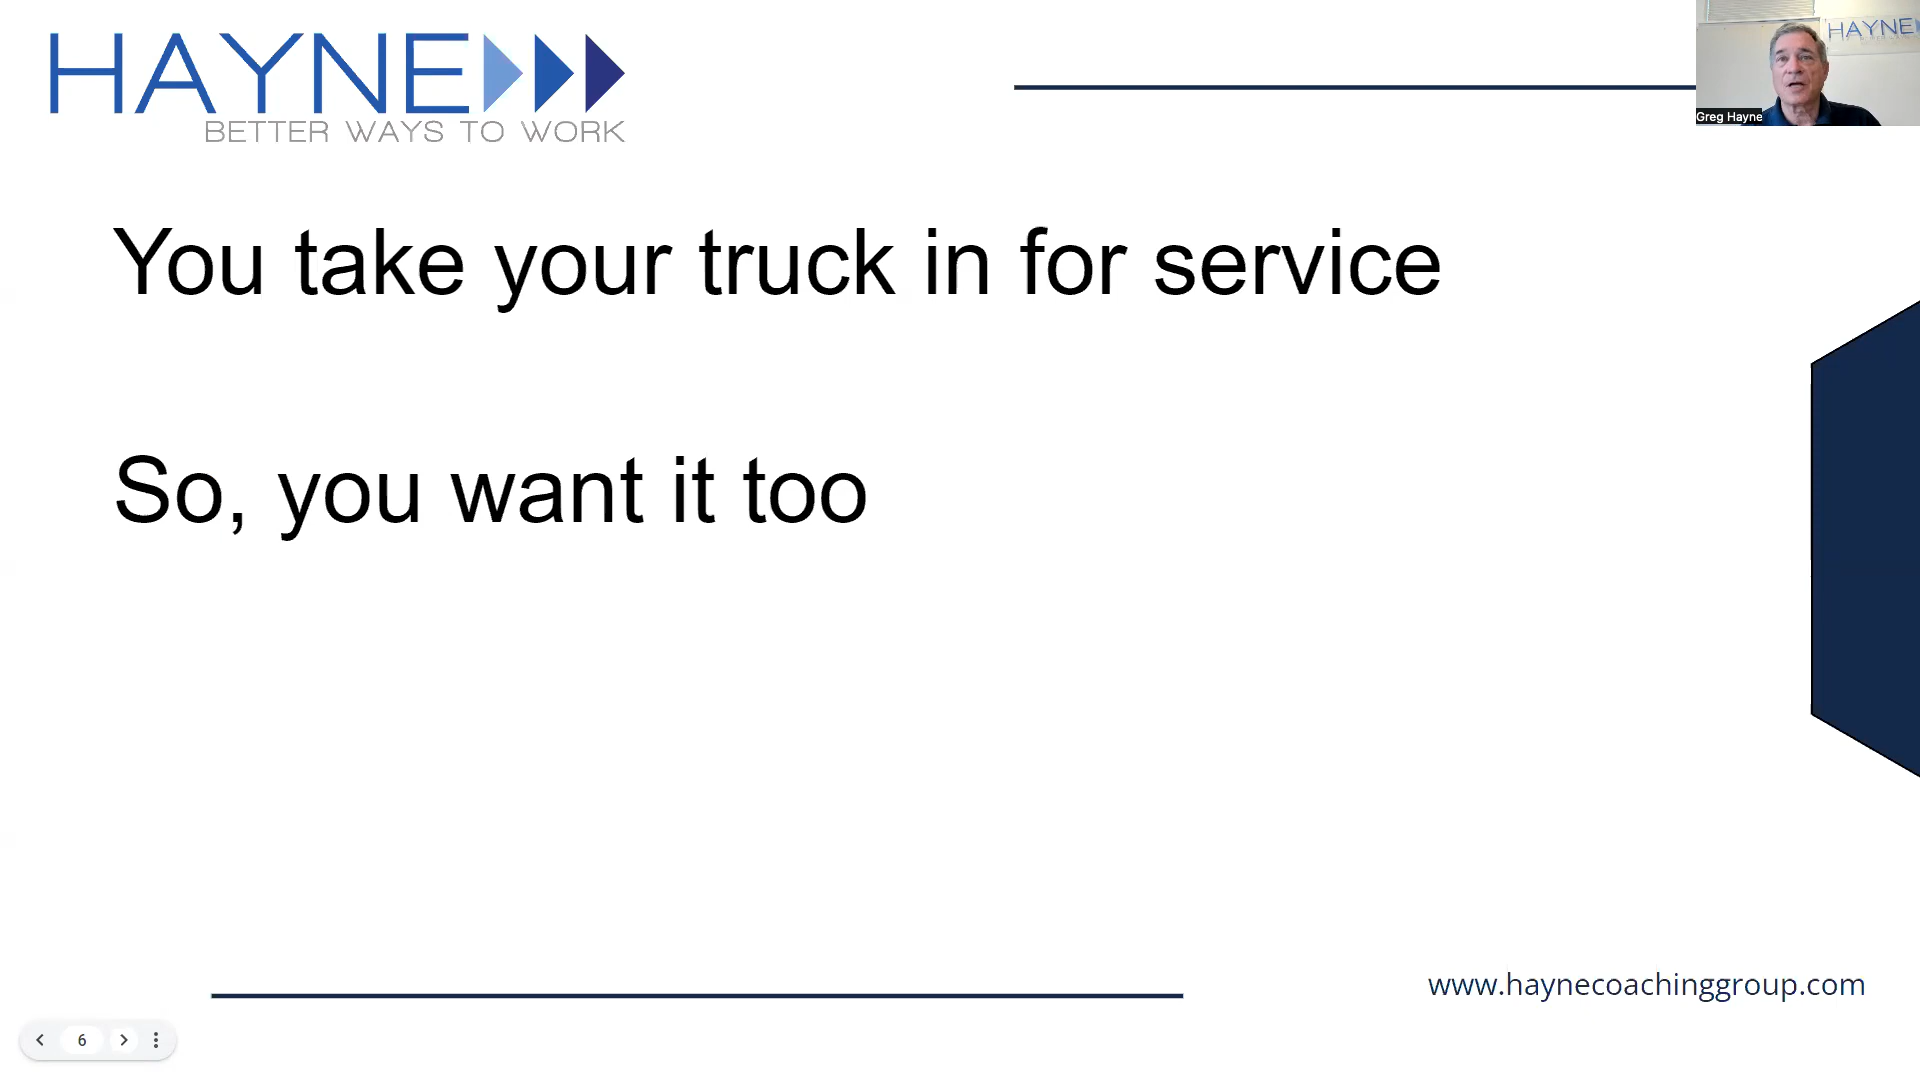 HAYNE
BETTER WAYS TO WORK
HAYNE
Greg Hayne
You take your truck in for service
So, you want it too
www.haynecoachinggroup.com
6